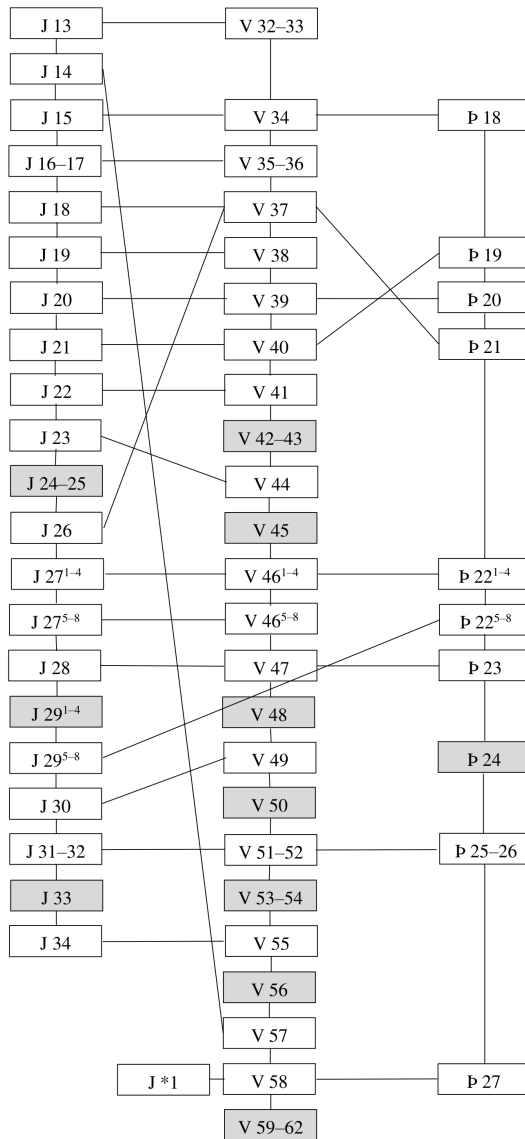 J 13 V 32–33
J 14
J 15 V 34 Þ 18
J 16–17 V 35–36
J 18 V 37
J 19 V 38 Þ 19
J 20 V 39 Þ 20
J 21 V 40 Þ 21
J 22 V 41
J 23 V 42–43
J 24–25 V 44
J 26 V 45
J 27¹⁻⁴ V 46¹⁻⁴ Þ 22¹⁻⁴
J 27⁵⁻⁸ V 46⁵⁻⁸ Þ 22⁵⁻⁸
J 28 V 47 Þ 23
J 29¹⁻⁴ V 48
J 29⁵⁻⁸ V 49 Þ 24
J 30 V 50
J 31–32 V 51–52 Þ 25–26
J 33 V 53–54
J 34 V 55
V 56
V 57
J *1 V 58 Þ 27
V 59–62